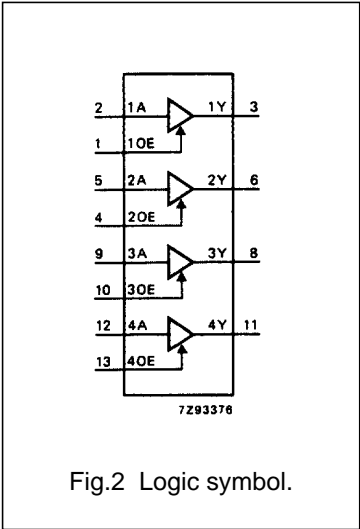 2 1A 1Y 3
1 1OE
5 2A 2Y 6
4 2OE
9 3A 3Y 8
10 3OE
12 4A 4Y 11
13 4OE
7Z93376
Fig.2 Logic symbol.